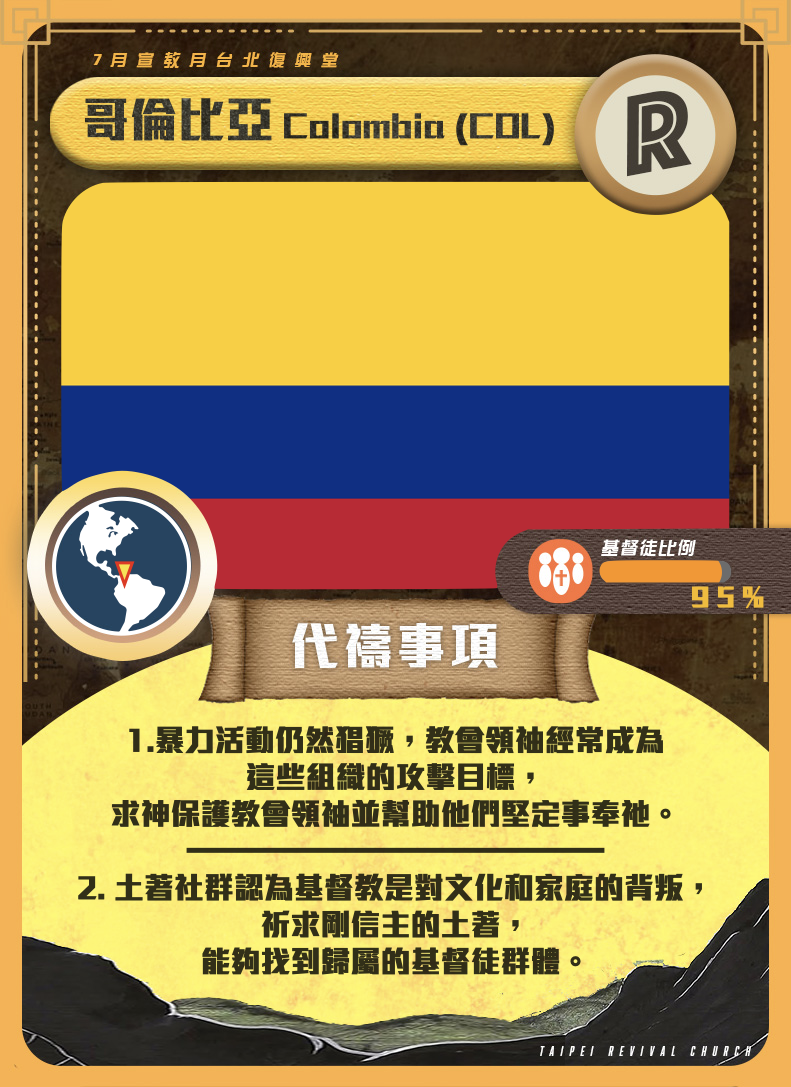 7月宣教月台北復興堂
哥倫比亞 Colombia (COL)
R
基督徒比例
95%
代禱事項
1.暴力活動仍然猖獗，教會領袖經常成為
這些組織的攻擊目標，
求神保護教會領袖並幫助他們堅定事奉祂。
2. 土著社群認為基督教是對文化和家庭的背叛，
祈求剛信主的土著，
能夠找到歸屬的基督徒群體。
TAIPEI REVIVAL CHURCH